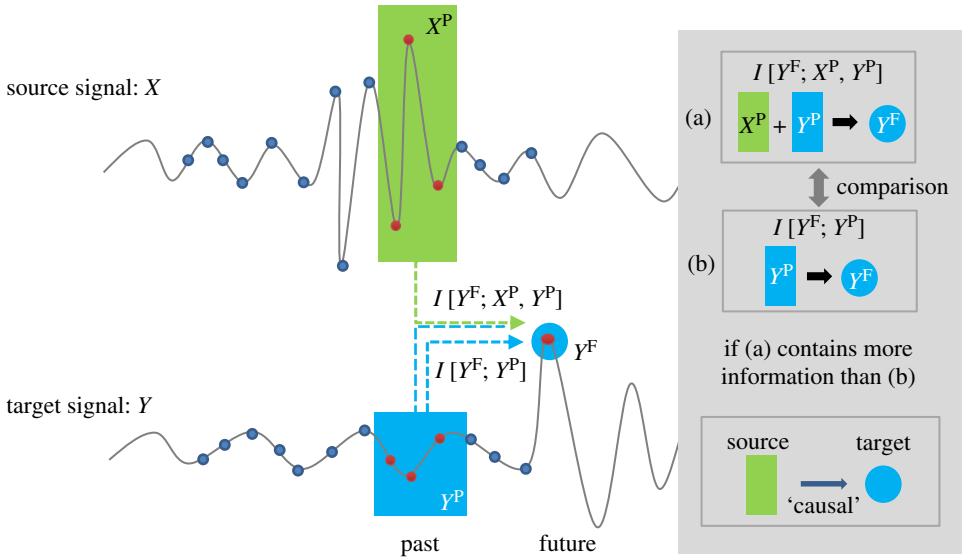 X^P
source signal: X
I [Y^F; X^P, Y^P]
I [Y^F; Y^P]
Y^F
target signal: Y
Y^P
past
future
I [Y^F; X^P, Y^P]
(a)
X^P + Y^P
Y^F
comparison
I [Y^F; Y^P]
(b)
Y^P
Y^F
if (a) contains more
information than (b)
source
target
‘causal’